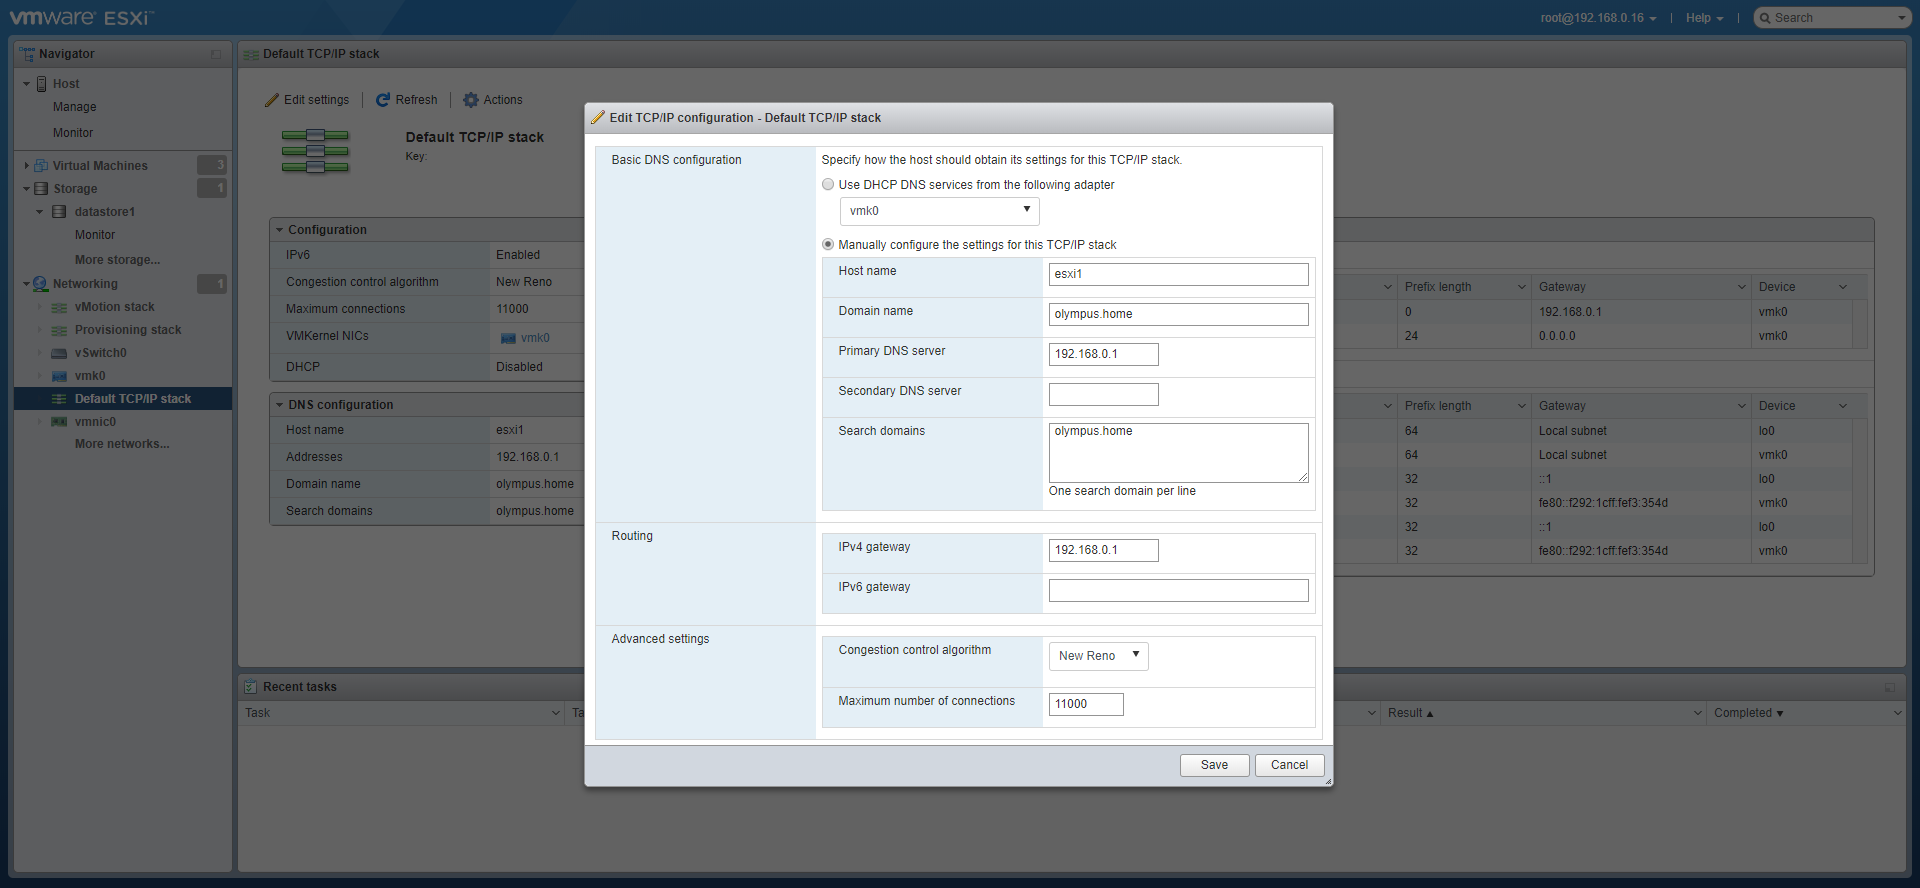 vmware ESXi™
root@192.168.0.16 | Help | Search
Navigator
Host
Manage
Monitor
Virtual Machines 3
Storage 1
datastore1
Monitor
More storage...
Networking 1
vMotion stack
Provisioning stack
vSwitch0
vmk0
Default TCP/IP stack
vmnic0
More networks...
Default TCP/IP stack
Edit settings | Refresh | Actions
Default TCP/IP stack
Key:
Configuration
IPv6 Enabled
Congestion control algorithm New Reno
Maximum connections 11000
VMKernel NICs vmk0
DHCP Disabled
DNS configuration
Host name esxi1
Addresses 192.168.0.1
Domain name olympus.home
Search domains olympus.home
Edit TCP/IP configuration - Default TCP/IP stack
Basic DNS configuration
Specify how the host should obtain its settings for this TCP/IP stack.
Use DHCP DNS services from the following adapter
vmk0
Manually configure the settings for this TCP/IP stack
Host name esxi1
Domain name olympus.home
Primary DNS server 192.168.0.1
Secondary DNS server
Search domains olympus.home
One search domain per line
Routing
IPv4 gateway 192.168.0.1
IPv6 gateway
Advanced settings
Congestion control algorithm New Reno
Maximum number of connections 11000
Save Cancel
Prefix length Gateway Device
0 192.168.0.1 vmk0
24 0.0.0.0 vmk0
Prefix length Gateway Device
64 Local subnet lo0
64 Local subnet vmk0
32 ::1 lo0
32 fe80::f292:1cff:fef3:354d vmk0
32 ::1 lo0
32 fe80::f292:1cff:fef3:354d vmk0
Recent tasks
Task Ta Result ▲ Completed ▼